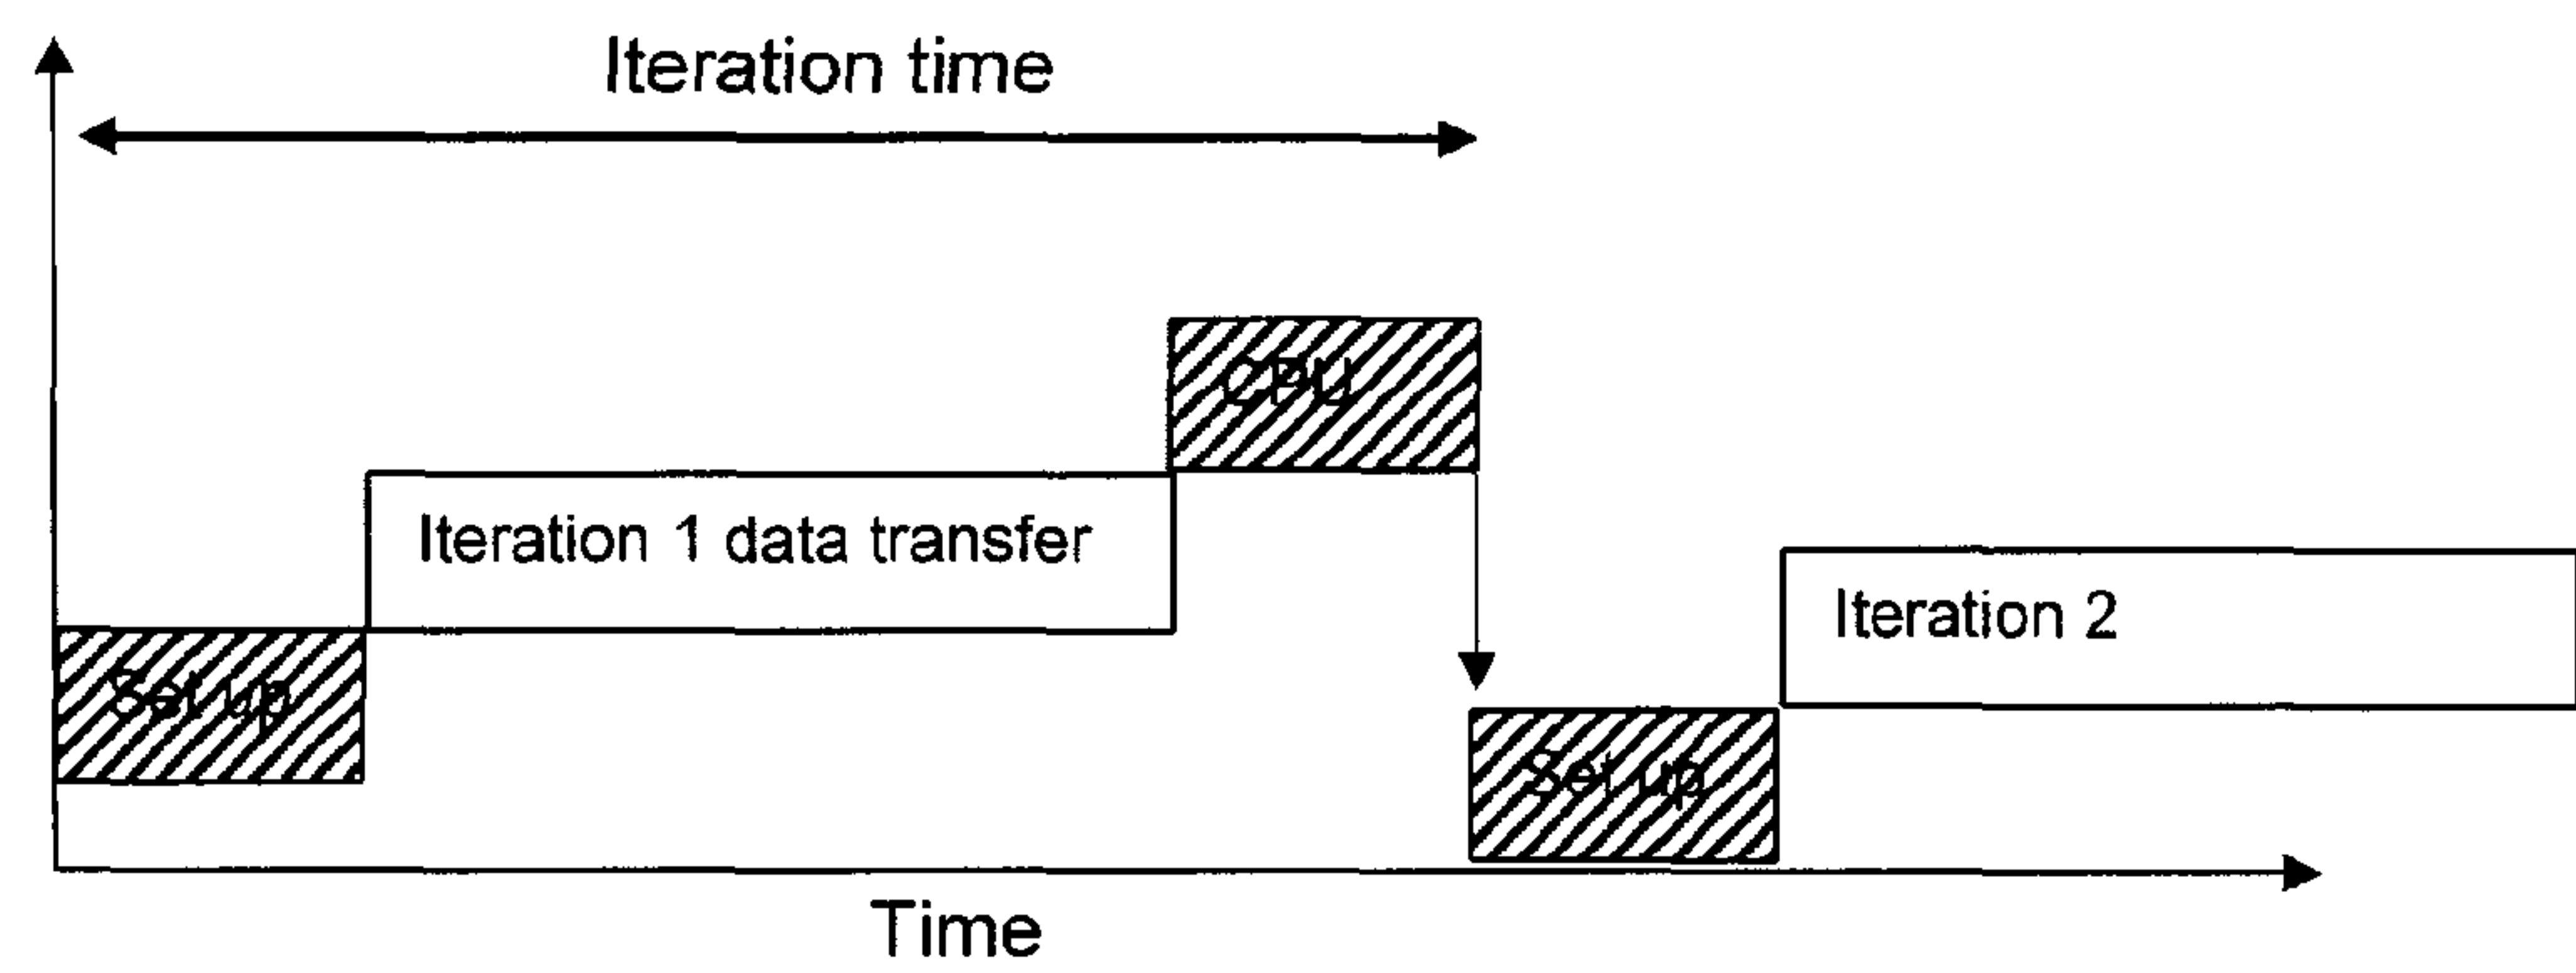 Iteration time
CPU
Iteration 1 data transfer
Iteration 2
Set up
Set up
Time